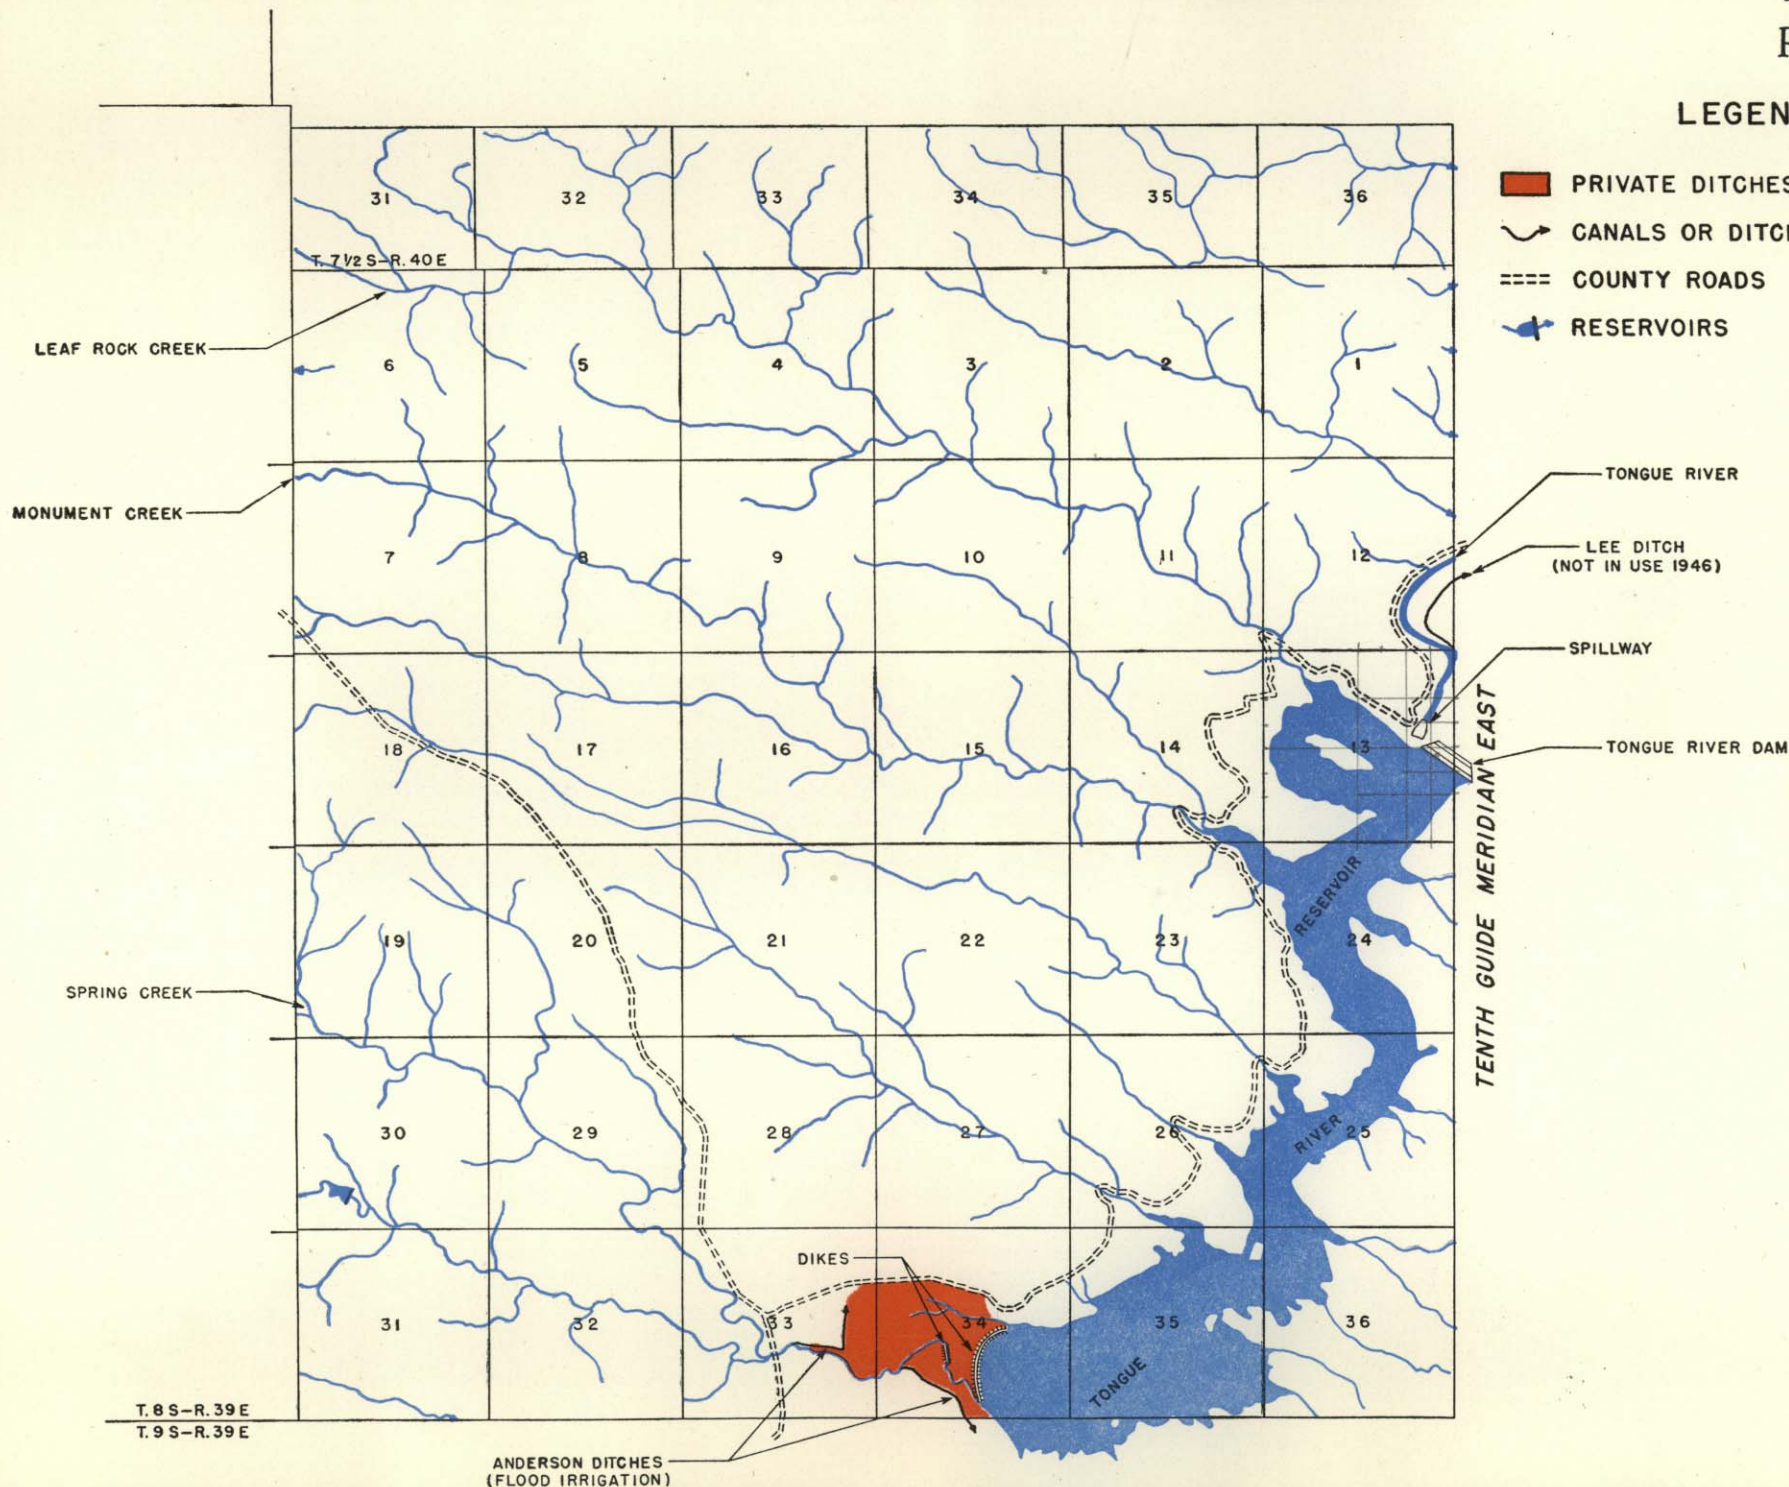 LEGEN
PRIVATE DITCHES
CANALS OR DITC
COUNTY ROADS
RESERVOIRS
31 32 33 34 35 36
T. 7 1/2 S–R. 40 E
LEAF ROCK CREEK
6 5 4 3 2 1
TONGUE RIVER
MONUMENT CREEK
LEE DITCH
(NOT IN USE 1946)
7 8 9 10 11 12
SPILLWAY
18 17 16 15 14 13
TONGUE RIVER DAM
TENTH GUIDE MERIDIAN EAST
RESERVOIR
19 20 21 22 23 24
SPRING CREEK
30 29 28 27 26 25
RIVER
DIKES
31 32 33 34 35 36
TONGUE
T. 8 S–R. 39 E
T. 9 S–R. 39 E
ANDERSON DITCHES
(FLOOD IRRIGATION)